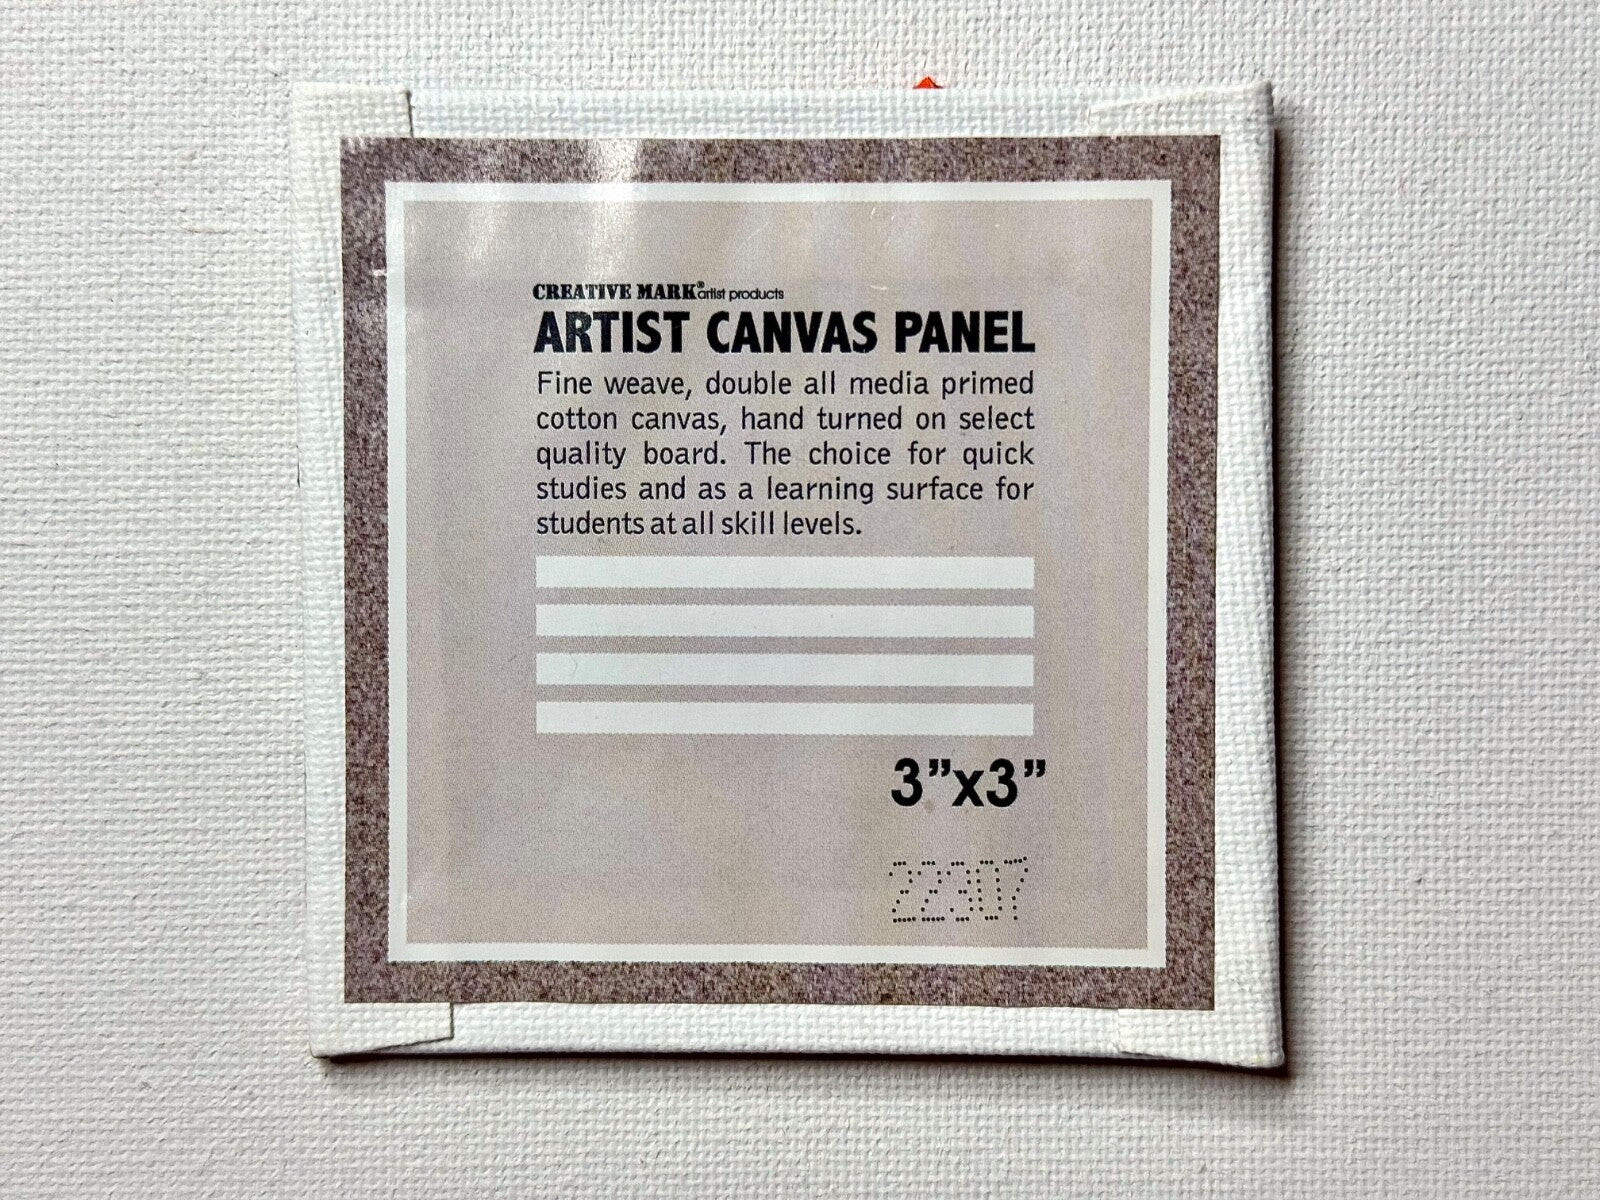 CREATIVE MARK® artist products
ARTIST CANVAS PANEL
Fine weave, double all media primed
cotton canvas, hand turned on select
quality board. The choice for quick
studies and as a learning surface for
students at all skill levels.
3”x3”
22307